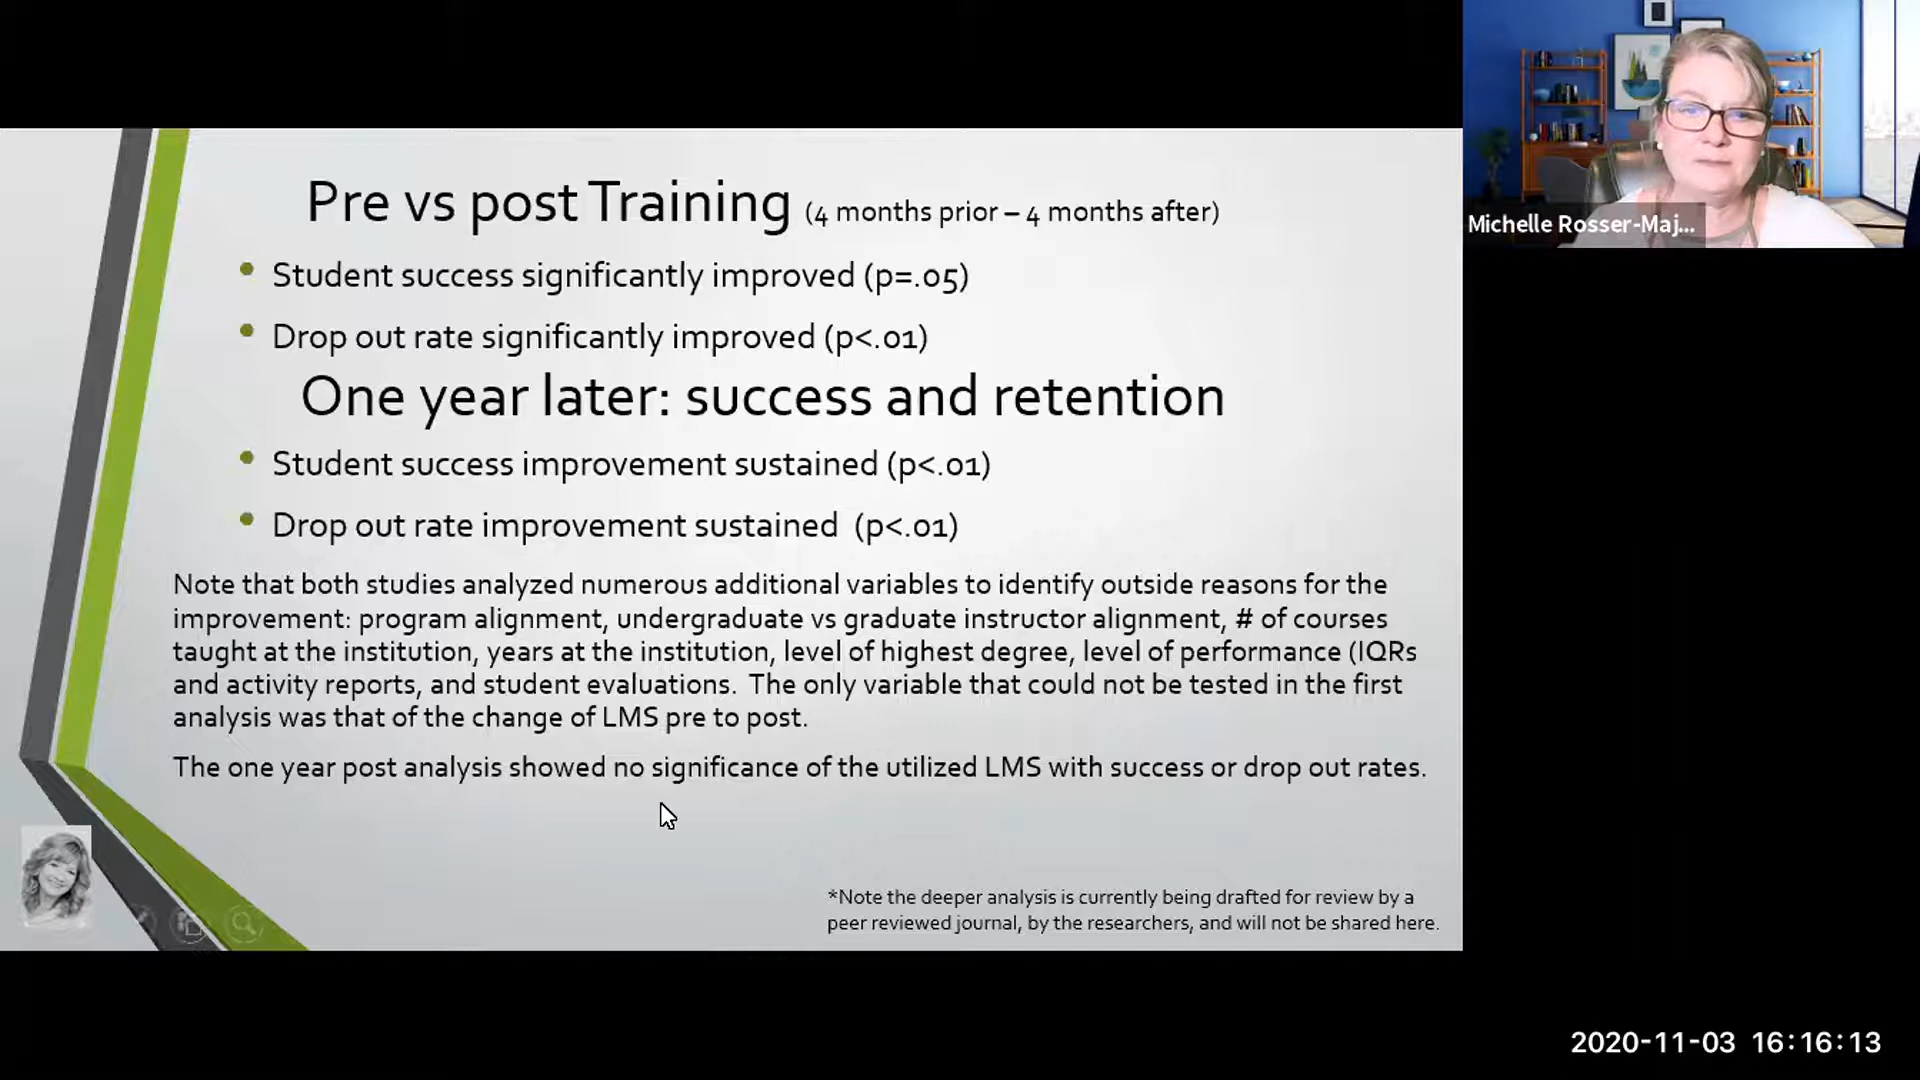 Pre vs post Training (4 months prior – 4 months after)
Student success significantly improved (p=.05)
Drop out rate significantly improved (p<.01)
One year later: success and retention
Student success improvement sustained (p<.01)
Drop out rate improvement sustained (p<.01)
Note that both studies analyzed numerous additional variables to identify outside reasons for the
improvement: program alignment, undergraduate vs graduate instructor alignment, # of courses
taught at the institution, years at the institution, level of highest degree, level of performance (IQRs
and activity reports, and student evaluations. The only variable that could not be tested in the first
analysis was that of the change of LMS pre to post.
The one year post analysis showed no significance of the utilized LMS with success or drop out rates.
*Note the deeper analysis is currently being drafted for review by a
peer reviewed journal, by the researchers, and will not be shared here.
Michelle Rosser-Maj...
2020-11-03 16:16:13